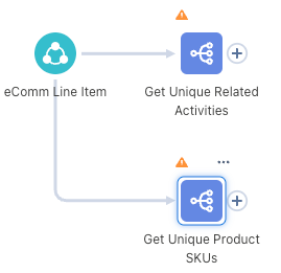 eComm Line Item
Get Unique Related
Activities
Get Unique Product
SKUs